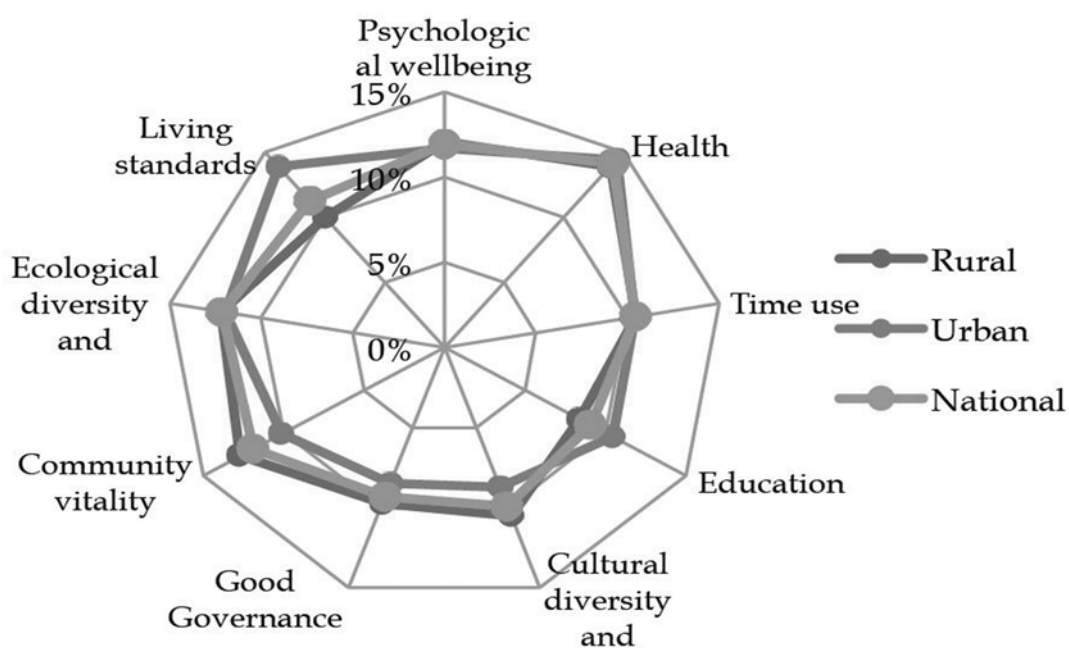 Psychologic
al wellbeing
15%
Living
standards
Health
10%
Ecological
diversity
and
5%
Time use
0%
Rural
Urban
National
Community
vitality
Education
Good
Governance
Cultural
diversity
and